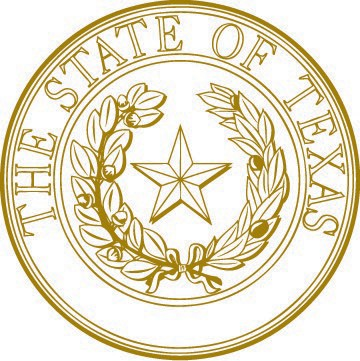 THE STATE OF TEXAS